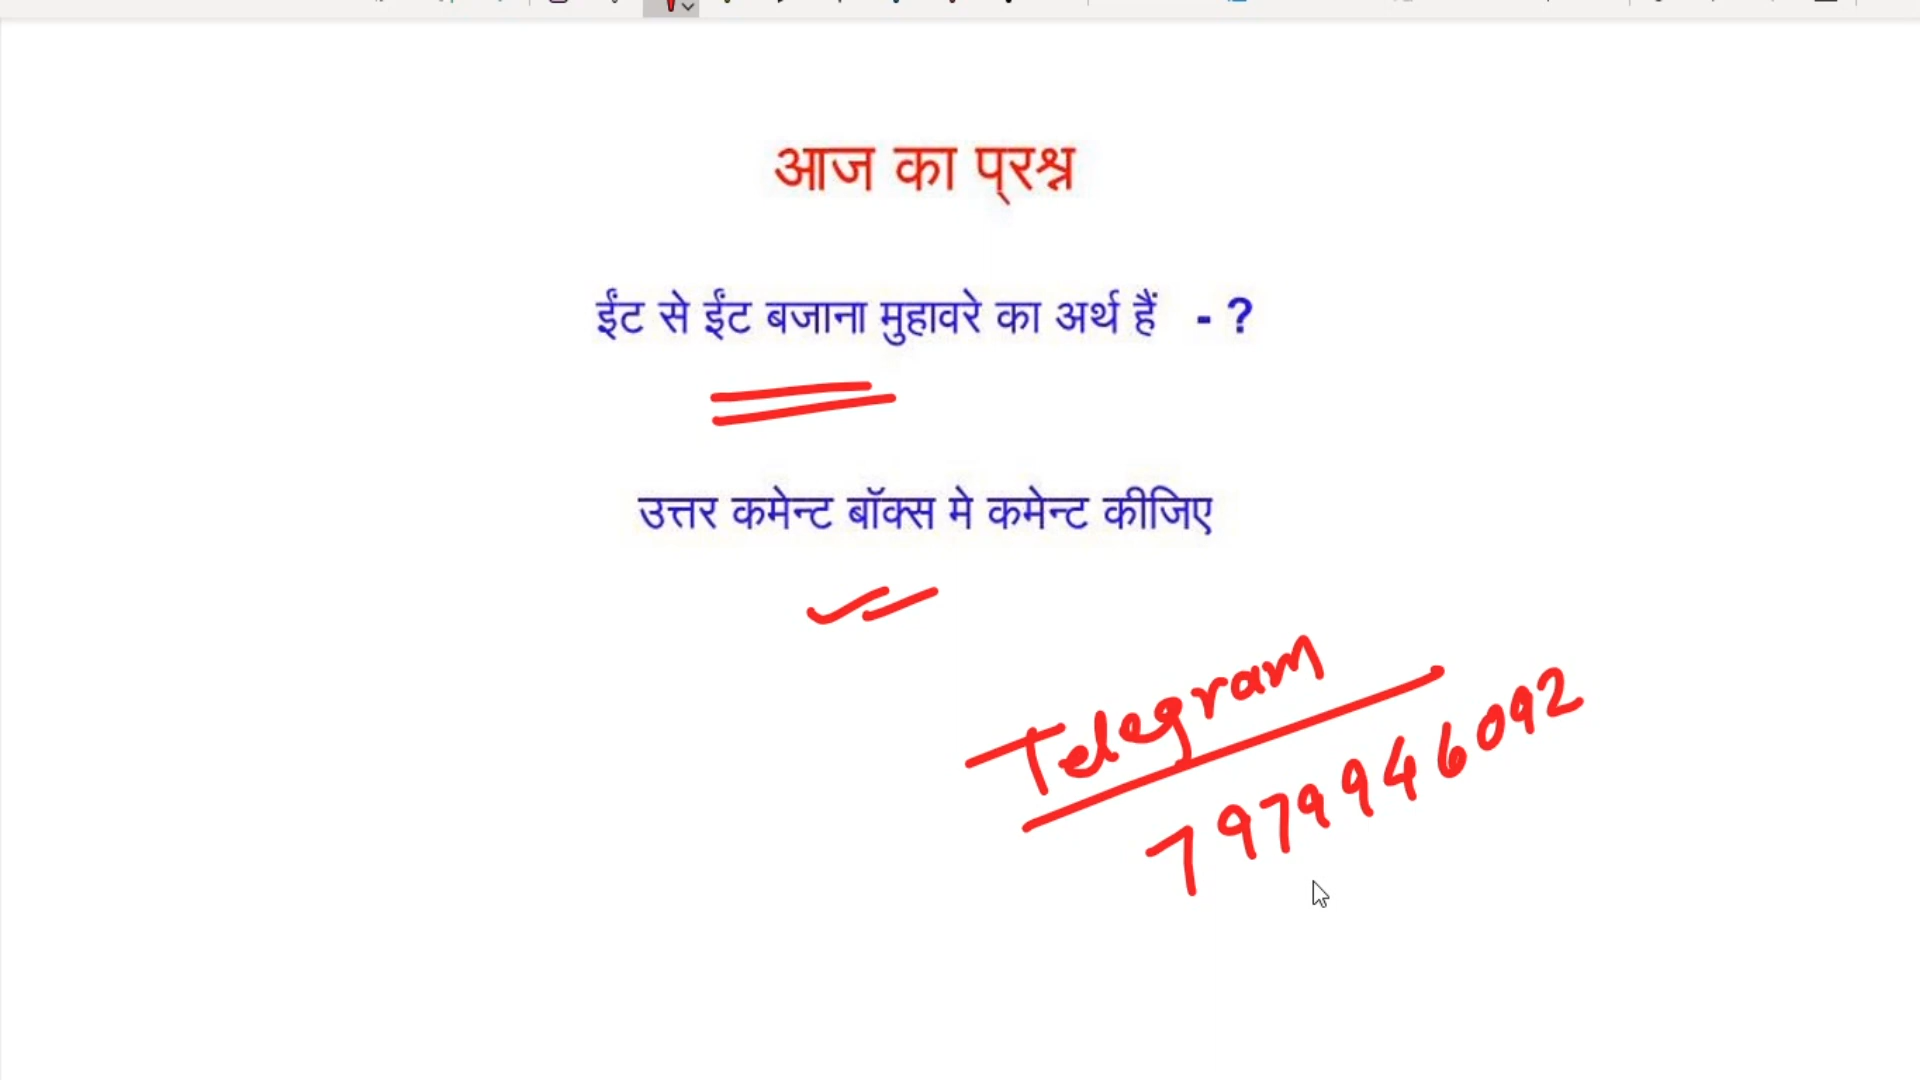 आज का प्रश्न
ईंट से ईंट बजाना मुहावरे का अर्थ हैं - ?
उत्तर कमेन्ट बॉक्स मे कमेन्ट कीजिए
Telegram
7979946092